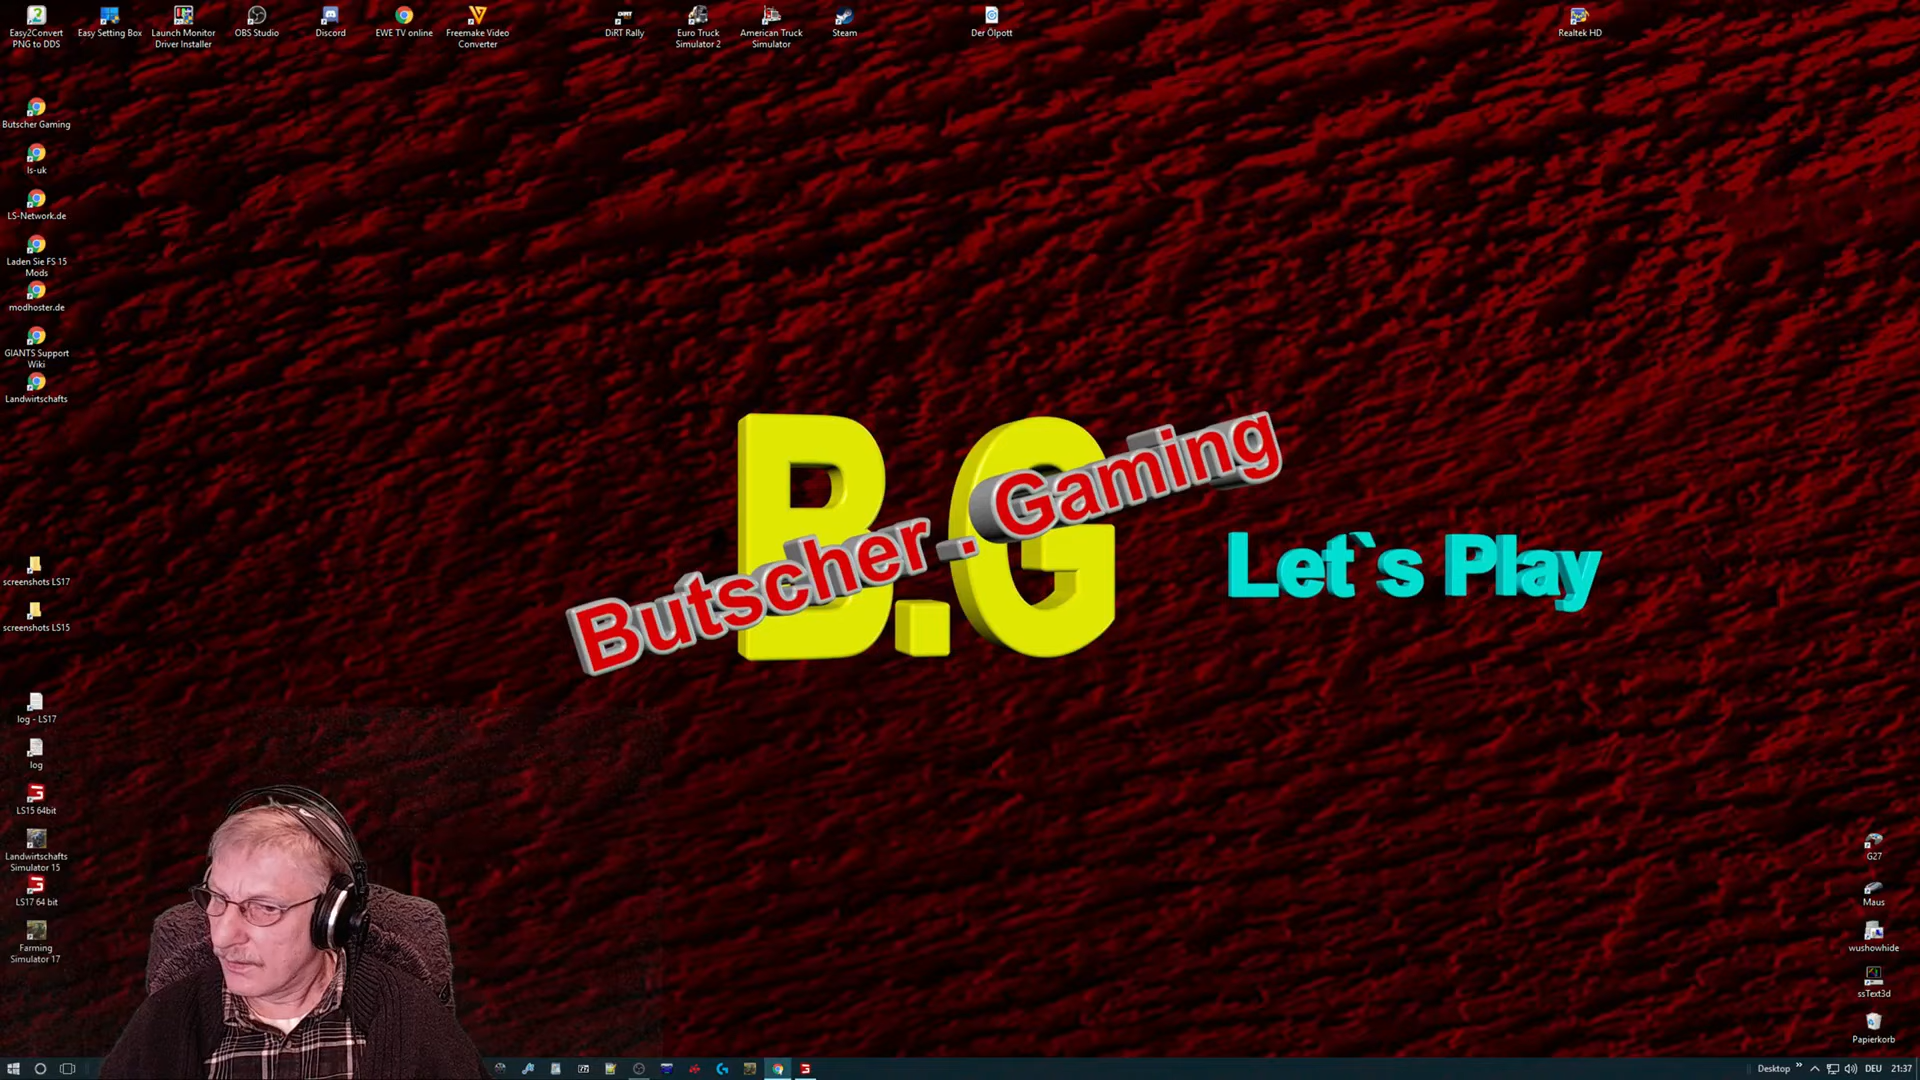 Easy2Convert
PNG to DDS
Easy Setting Box
Launch Monitor
Driver Installer
OBS Studio
Discord
EWE TV online
Freemake Video
Converter
DiRT Rally
Euro Truck
Simulator 2
American Truck
Simulator
Steam
Der Ölpott
Realtek HD
Butscher Gaming
ls-uk
LS-Network.de
Laden Sie FS 15
Mods
modhoster.de
GIANTS Support
Wiki
Landwirtschafts
B.G
Butscher . Gaming
Let`s Play
screenshots LS17
screenshots LS15
log - LS17
log
LS15 64bit
Landwirtschafts
Simulator 15
LS17 64 bit
Farming
Simulator 17
G27
Maus
wushowhide
ssText3d
Papierkorb
Desktop
DEU
21:37